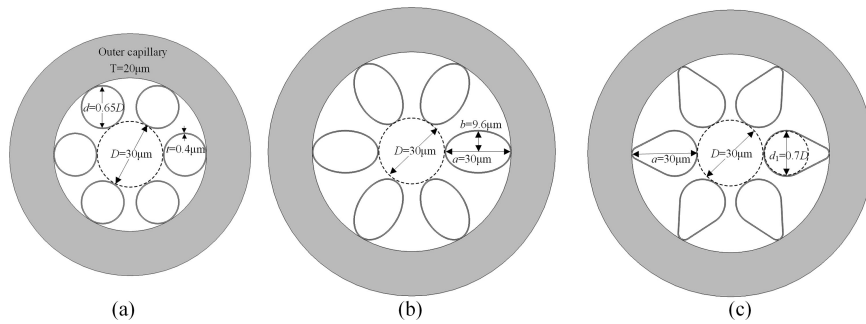 Outer capillary
T=20μm
d=0.65D
D=30μm
t=0.4μm
(a)
b=9.6μm
D=30μm
a=30μm
(b)
a=30μm
D=30μm
d₁=0.7D
(c)